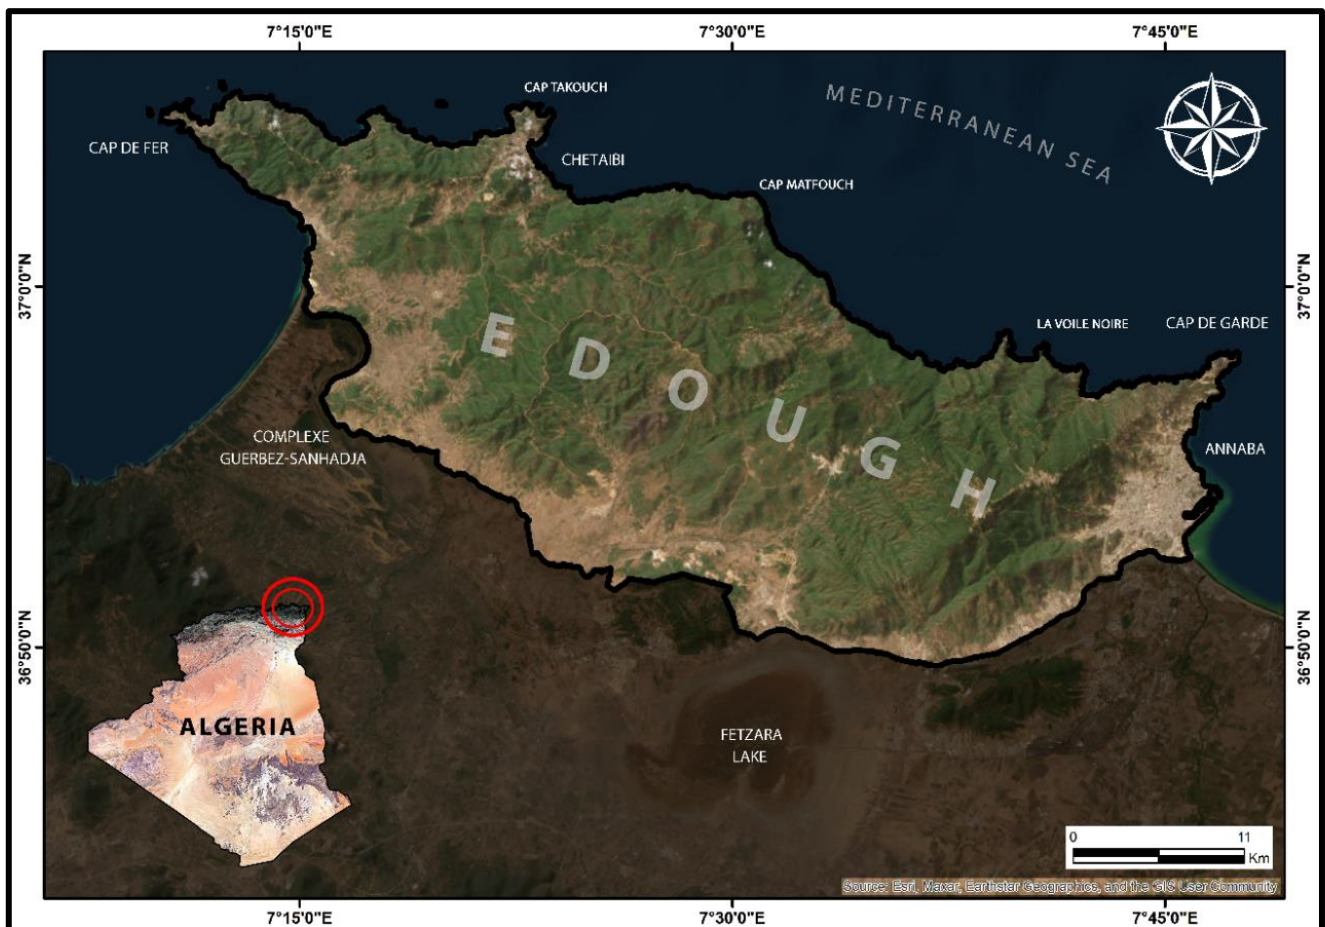 7°15'0"E
7°30'0"E
7°45'0"E
CAP TAKOUCH
MEDITERRANEAN SEA
CAP DE FER
CHETAIBI
CAP MATFOUCH
37°0'0"N
37°0'0"N
LA VOILE NOIRE
CAP DE GARDE
EDOUGH
COMPLEXE
GUERBEZ-SANHADJA
ANNABA
36°50'0"N
36°50'0"N
ALGERIA
FETZARA
LAKE
0
11
Km
Source: Esri, Maxar, Earthstar Geographics, and the GIS User Community
7°15'0"E
7°30'0"E
7°45'0"E